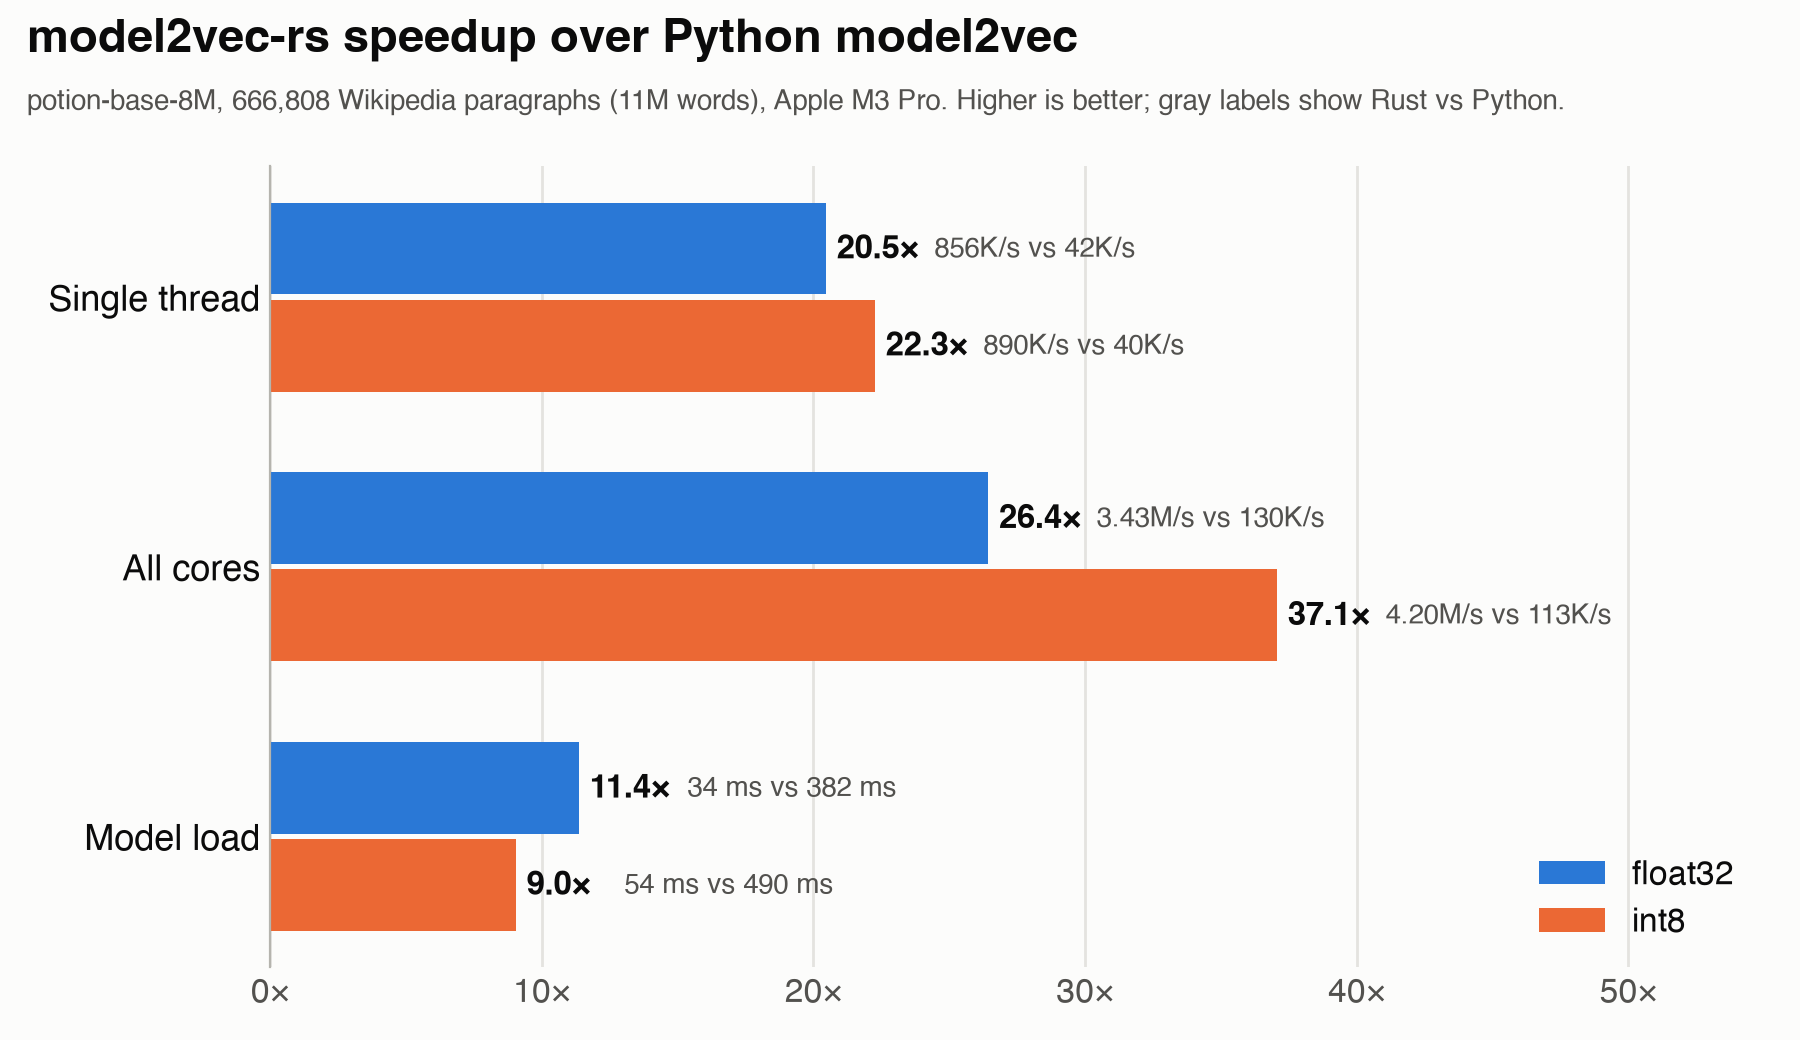 model2vec-rs speedup over Python model2vec
potion-base-8M, 666,808 Wikipedia paragraphs (11M words), Apple M3 Pro. Higher is better; gray labels show Rust vs Python.
Single thread
20.5× 856K/s vs 42K/s
22.3× 890K/s vs 40K/s
All cores
26.4× 3.43M/s vs 130K/s
37.1× 4.20M/s vs 113K/s
Model load
11.4× 34 ms vs 382 ms
9.0× 54 ms vs 490 ms
float32
int8
0× 10× 20× 30× 40× 50×